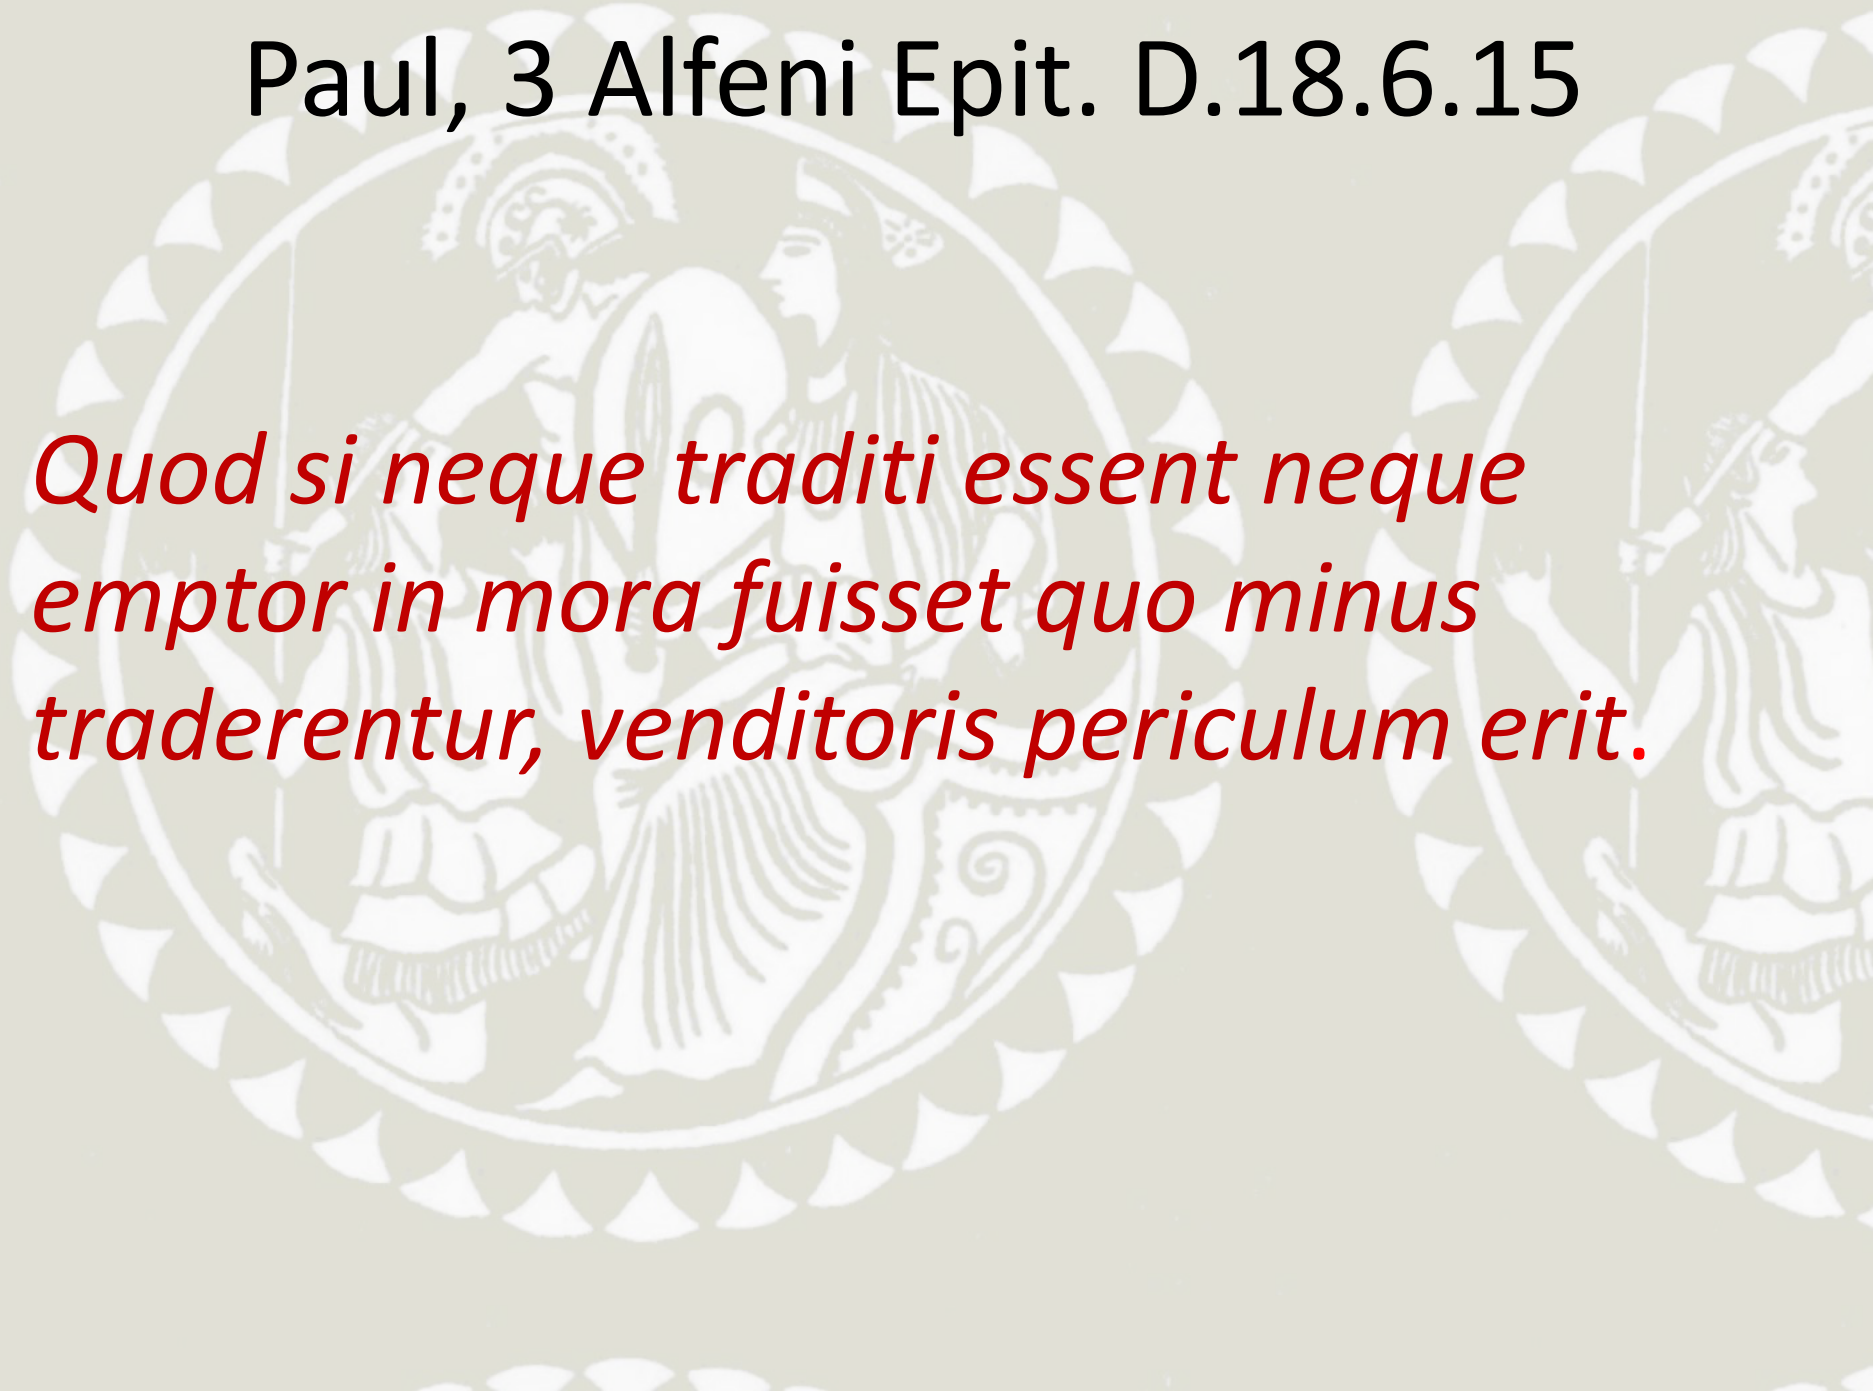 Paul, 3 Alfeni Epit. D.18.6.15
Quod si neque traditi essent neque
emptor in mora fuisset quo minus
traderentur, venditoris periculum erit.